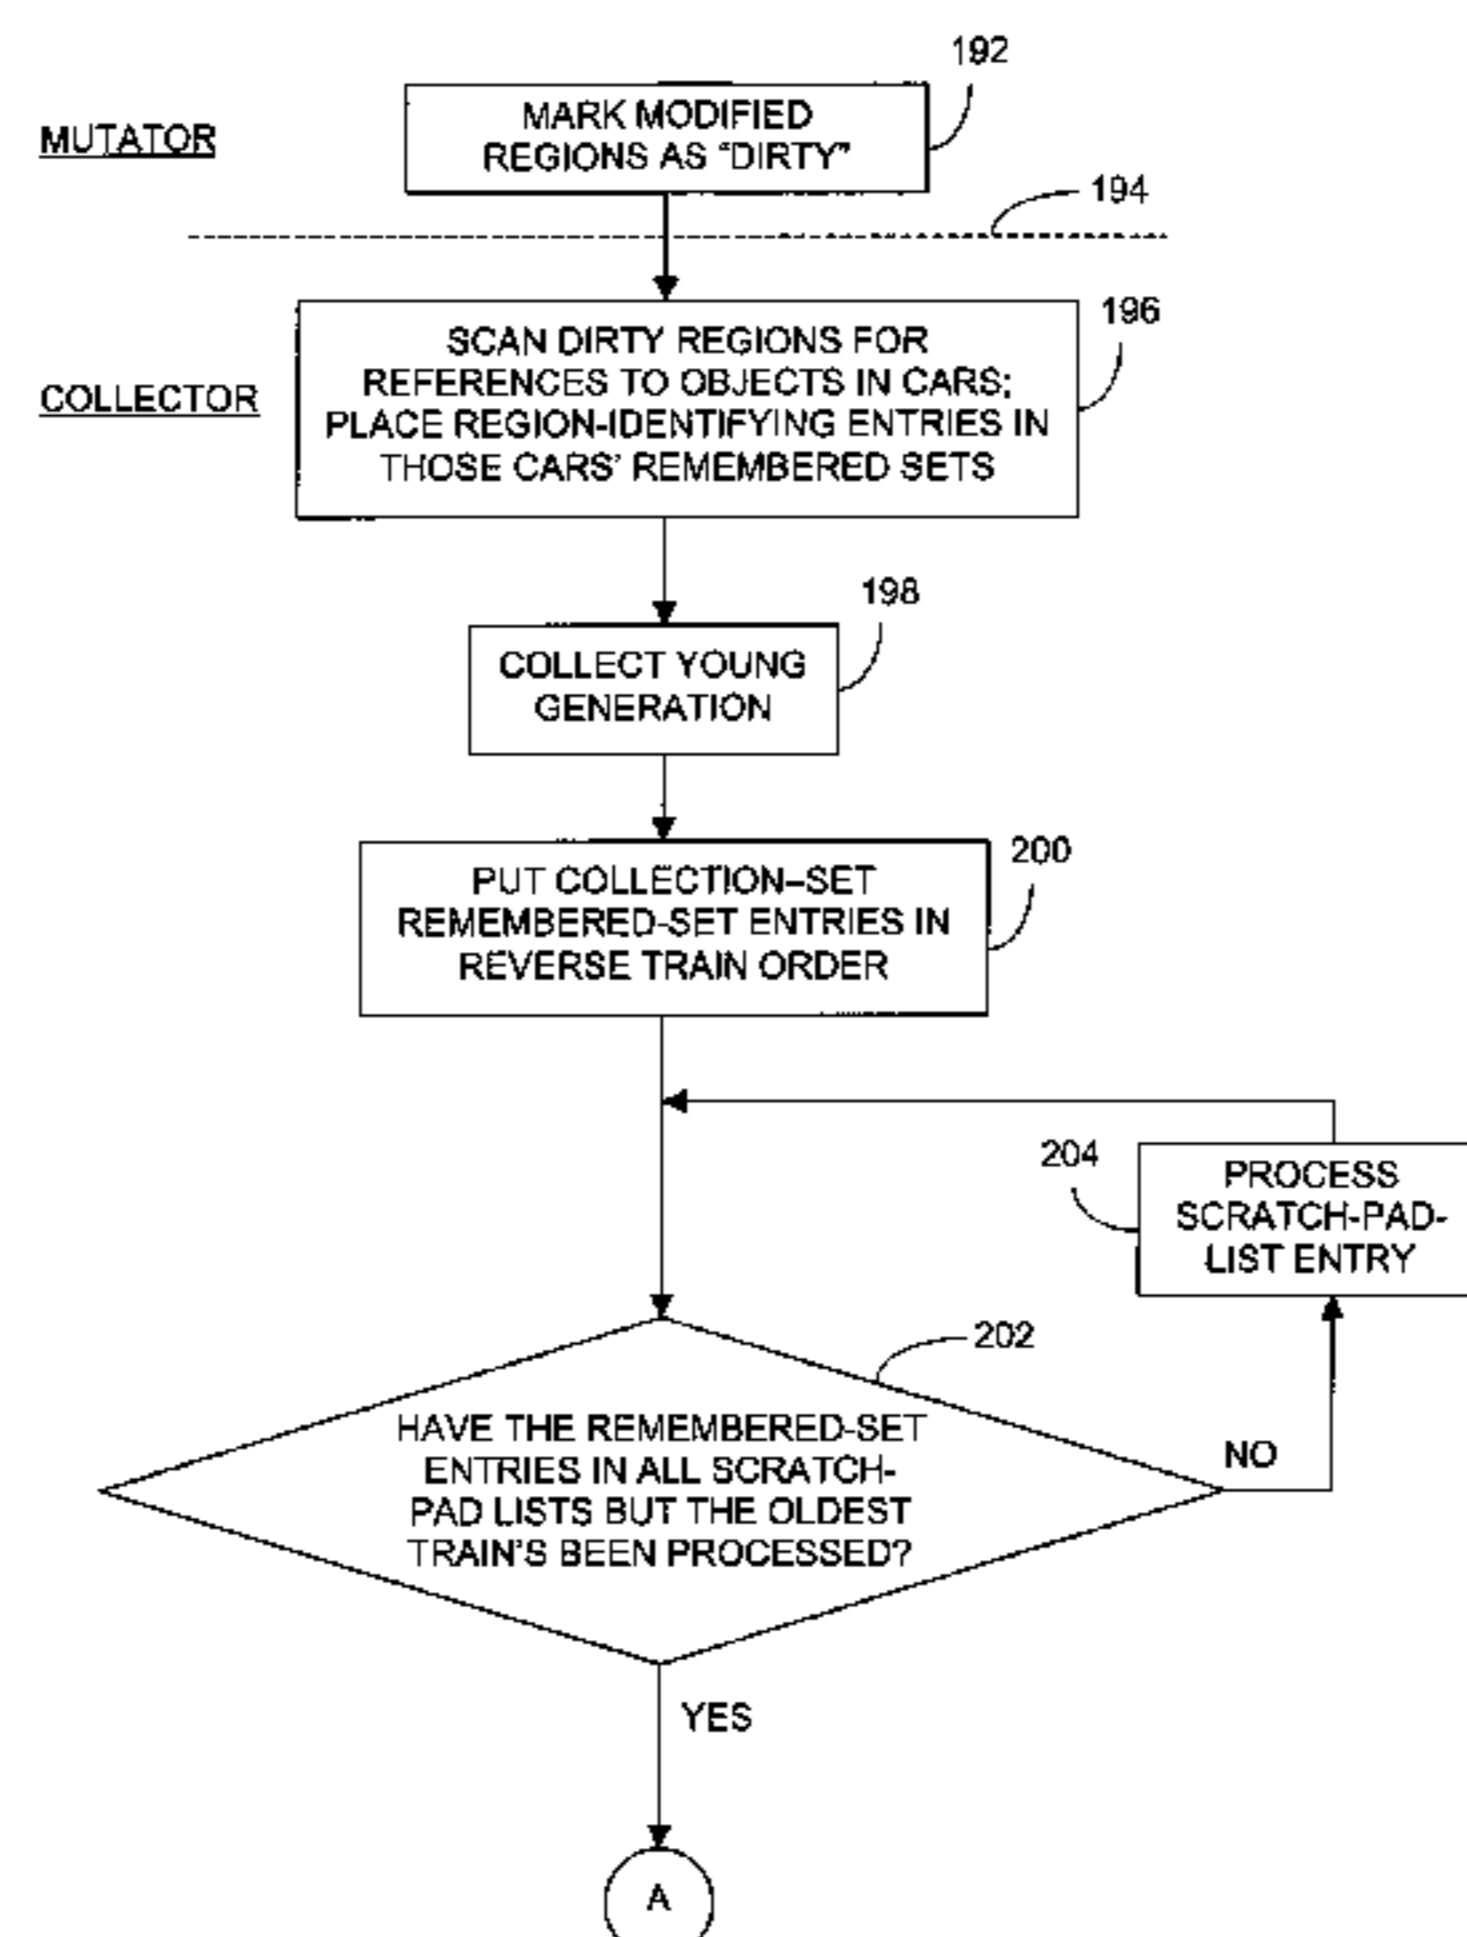 192
MUTATOR
MARK MODIFIED
REGIONS AS “DIRTY”
194
196
COLLECTOR
SCAN DIRTY REGIONS FOR
REFERENCES TO OBJECTS IN CARS;
PLACE REGION-IDENTIFYING ENTRIES IN
THOSE CARS’ REMEMBERED SETS
198
COLLECT YOUNG
GENERATION
200
PUT COLLECTION–SET
REMEMBERED-SET ENTRIES IN
REVERSE TRAIN ORDER
204
PROCESS
SCRATCH-PAD-
LIST ENTRY
202
HAVE THE REMEMBERED-SET
ENTRIES IN ALL SCRATCH-
PAD LISTS BUT THE OLDEST
TRAIN’S BEEN PROCESSED?
NO
YES
A